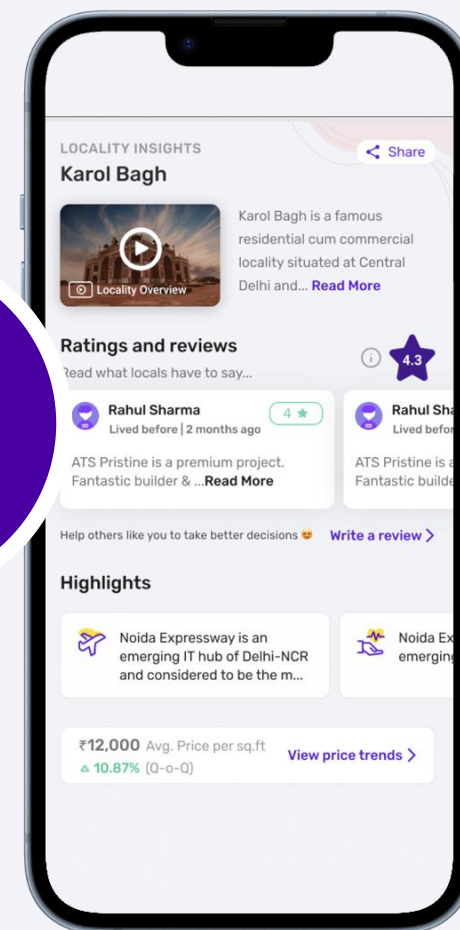 LOCALITY INSIGHTS
Share
Karol Bagh
Karol Bagh is a famous
residential cum commercial
locality situated at Central
Delhi and... Read More
Locality Overview
Ratings and reviews
4.3
Read what locals have to say...
Rahul Sharma
4 ★
Lived before | 2 months ago
ATS Pristine is a premium project.
Fantastic builder & ...Read More
Rahul Sha
Lived befor
ATS Pristine is a
Fantastic builde
Help others like you to take better decisions 😍 Write a review >
Highlights
Noida Expressway is an
emerging IT hub of Delhi-NCR
and considered to be the m...
Noida Ex
emerging
₹12,000 Avg. Price per sq.ft
10.87% (Q-o-Q)
View price trends >